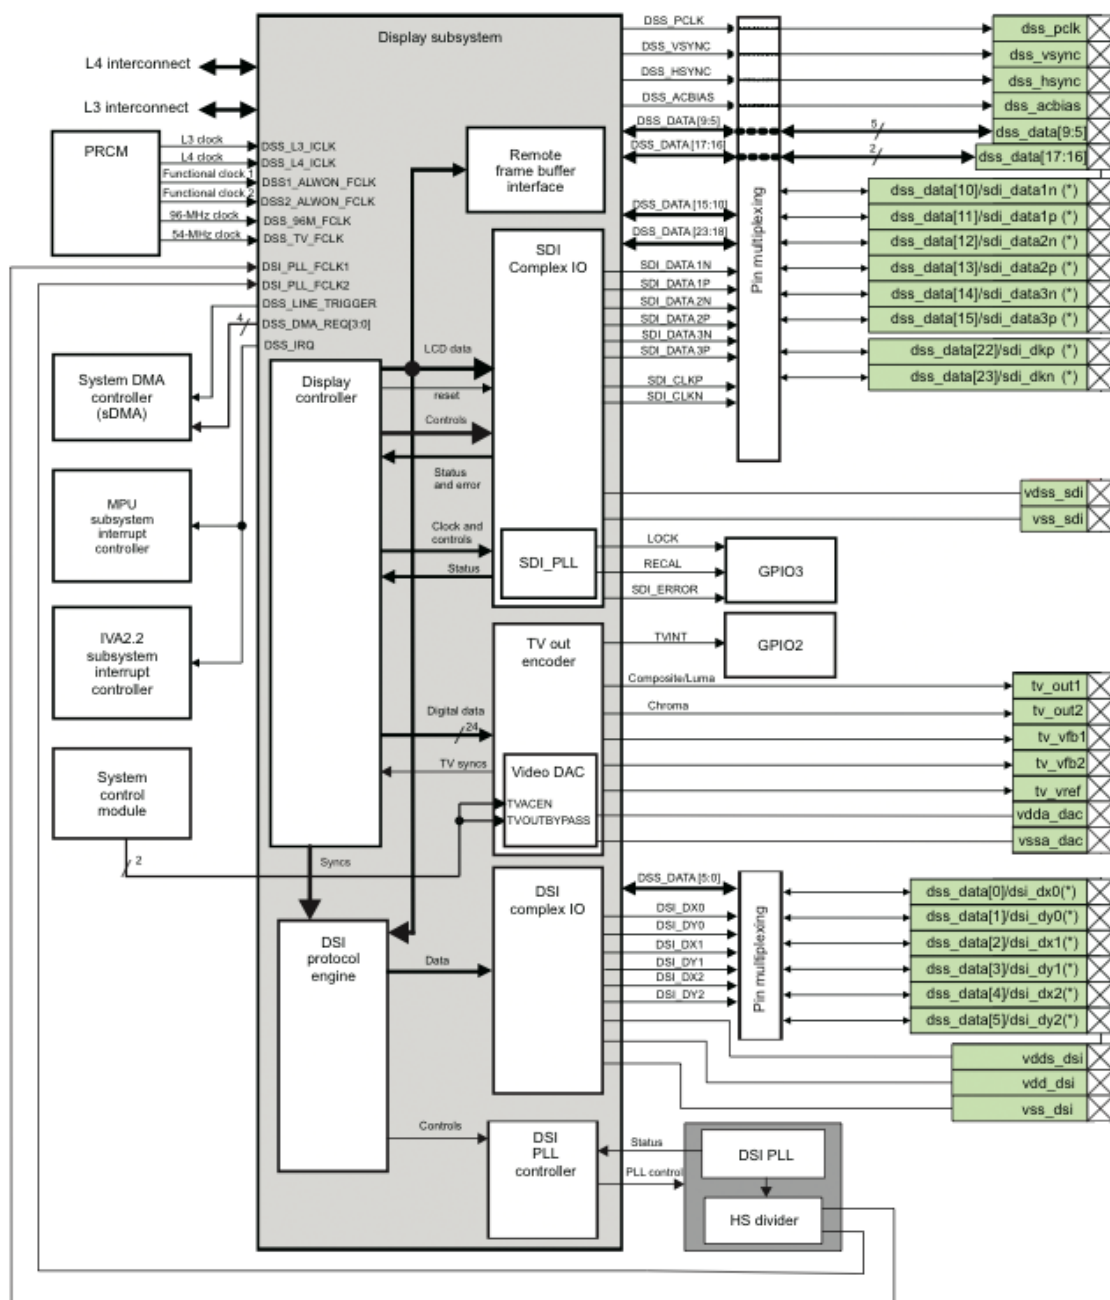 Display subsystem
L4 interconnect
L3 interconnect
PRCM
L3 clock
L4 clock
Functional clock 1
Functional clock 2
96-MHz clock
54-MHz clock
DSS_L3_ICLK
DSS_L4_ICLK
DSS1_ALWON_FCLK
DSS2_ALWON_FCLK
DSS_96M_FCLK
DSS_TV_FCLK
DSI_PLL_FCLK1
DSI_PLL_FCLK2
DSS_LINE_TRIGGER
4
DSS_DMA_REQ[3:0]
DSS_IRQ
System DMA
controller
(sDMA)
MPU
subsystem
interrupt
controller
IVA2.2
subsystem
interrupt
controller
System
control
module
2
Display
controller
Remote
frame buffer
interface
SDI
Complex IO
LCD data
reset
Controls
Status
and error
Clock and
controls
Status
SDI_PLL
TV out
encoder
Digital data
24
TV syncs
Video DAC
TVACEN
TVOUTBYPASS
Syncs
DSI
protocol
engine
Data
DSI
complex IO
Controls
DSI
PLL
controller
Status
PLL control
DSI PLL
HS divider
DSS_PCLK
DSS_VSYNC
DSS_HSYNC
DSS_ACBIAS
DSS_DATA[9:5]
DSS_DATA[17:16]
DSS_DATA[15:10]
DSS_DATA[23:18]
SDI_DATA1N
SDI_DATA1P
SDI_DATA2N
SDI_DATA2P
SDI_DATA3N
SDI_DATA3P
SDI_CLKP
SDI_CLKN
Pin multiplexing
5
2
dss_pclk
dss_vsync
dss_hsync
dss_acbias
dss_data[9:5]
dss_data[17:16]
dss_data[10]/sdi_data1n (*)
dss_data[11]/sdi_data1p (*)
dss_data[12]/sdi_data2n (*)
dss_data[13]/sdi_data2p (*)
dss_data[14]/sdi_data3n (*)
dss_data[15]/sdi_data3p (*)
dss_data[22]/sdi_dkp (*)
dss_data[23]/sdi_dkn (*)
vdss_sdi
vss_sdi
LOCK
RECAL
SDI_ERROR
GPIO3
TVINT
GPIO2
Composite/Luma
Chroma
tv_out1
tv_out2
tv_vfb1
tv_vfb2
tv_vref
vdda_dac
vssa_dac
DSS_DATA[5:0]
DSI_DX0
DSI_DY0
DSI_DX1
DSI_DY1
DSI_DX2
DSI_DY2
Pin multiplexing
dss_data[0]/dsi_dx0(*)
dss_data[1]/dsi_dy0(*)
dss_data[2]/dsi_dx1(*)
dss_data[3]/dsi_dy1(*)
dss_data[4]/dsi_dx2(*)
dss_data[5]/dsi_dy2(*)
vdds_dsi
vdd_dsi
vss_dsi